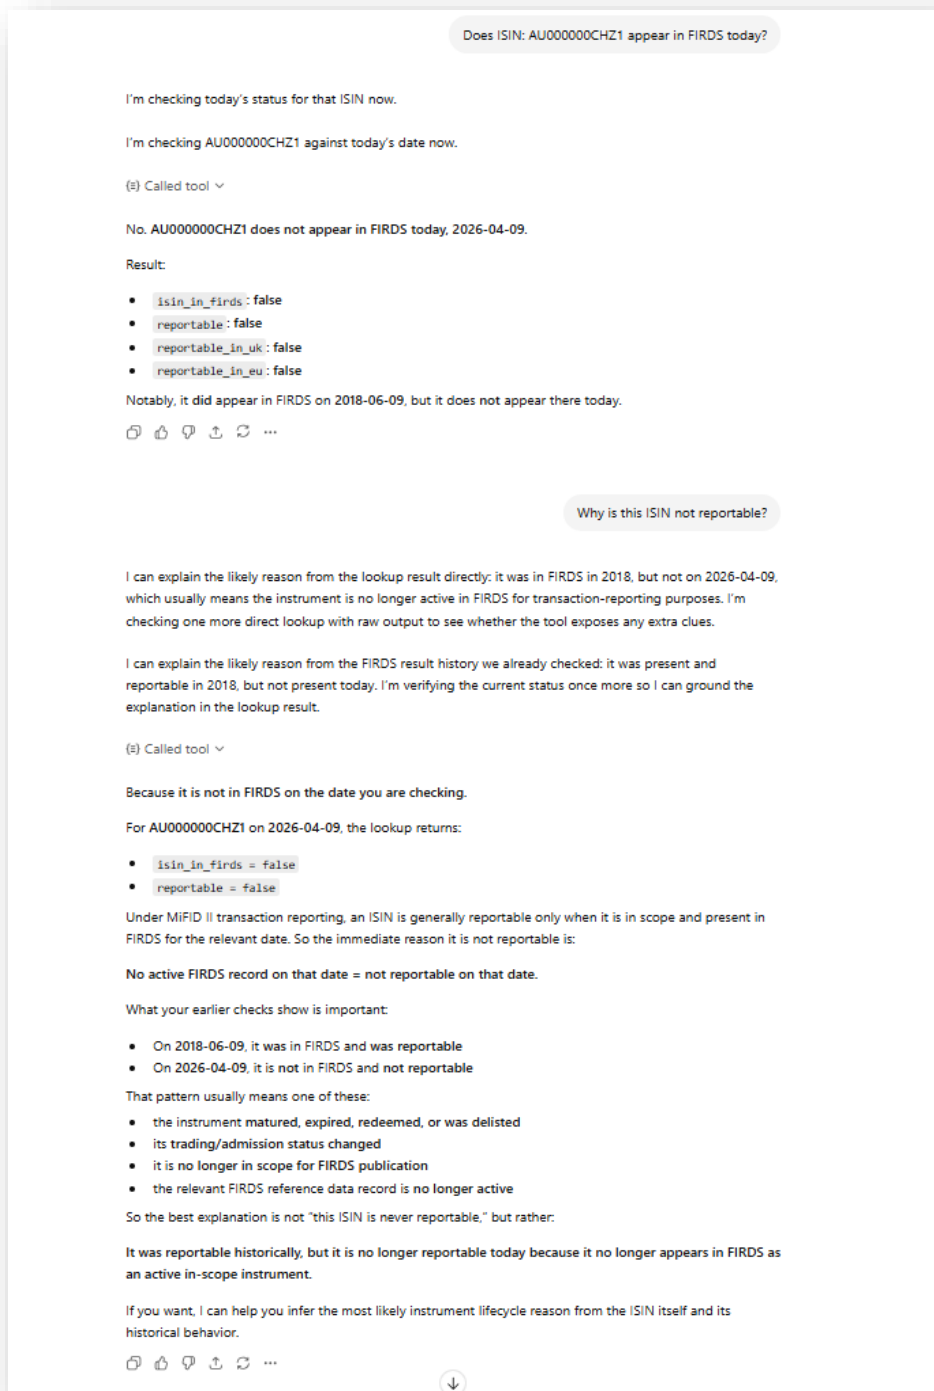 Does ISIN: AU000000CHZ1 appear in FIRDS today?
I'm checking today's status for that ISIN now.
I'm checking AU000000CHZ1 against today's date now.
Called tool
No. AU000000CHZ1 does not appear in FIRDS today, 2026-04-09.
Result:
• isin_in_firds: false
• reportable: false
• reportable_in_uk: false
• reportable_in_eu: false
Notably, it did appear in FIRDS on 2018-06-09, but it does not appear there today.
Why is this ISIN not reportable?
I can explain the likely reason from the lookup result directly: it was in FIRDS in 2018, but not on 2026-04-09,
which usually means the instrument is no longer active in FIRDS for transaction-reporting purposes. I'm
checking one more direct lookup with raw output to see whether the tool exposes any extra clues.
I can explain the likely reason from the FIRDS result history we already checked: it was present and
reportable in 2018, but not present today. I'm verifying the current status once more so I can ground the
explanation in the lookup result.
Called tool
Because it is not in FIRDS on the date you are checking.
For AU000000CHZ1 on 2026-04-09, the lookup returns:
• isin_in_firds = false
• reportable = false
Under MiFID II transaction reporting, an ISIN is generally reportable only when it is in scope and present in
FIRDS for the relevant date. So the immediate reason it is not reportable is:
No active FIRDS record on that date = not reportable on that date.
What your earlier checks show is important:
• On 2018-06-09, it was in FIRDS and was reportable
• On 2026-04-09, it is not in FIRDS and not reportable
That pattern usually means one of these:
• the instrument matured, expired, redeemed, or was delisted
• its trading/admission status changed
• it is no longer in scope for FIRDS publication
• the relevant FIRDS reference data record is no longer active
So the best explanation is not "this ISIN is never reportable," but rather:
It was reportable historically, but it is no longer reportable today because it no longer appears in FIRDS as
an active in-scope instrument.
If you want, I can help you infer the most likely instrument lifecycle reason from the ISIN itself and its
historical behavior.